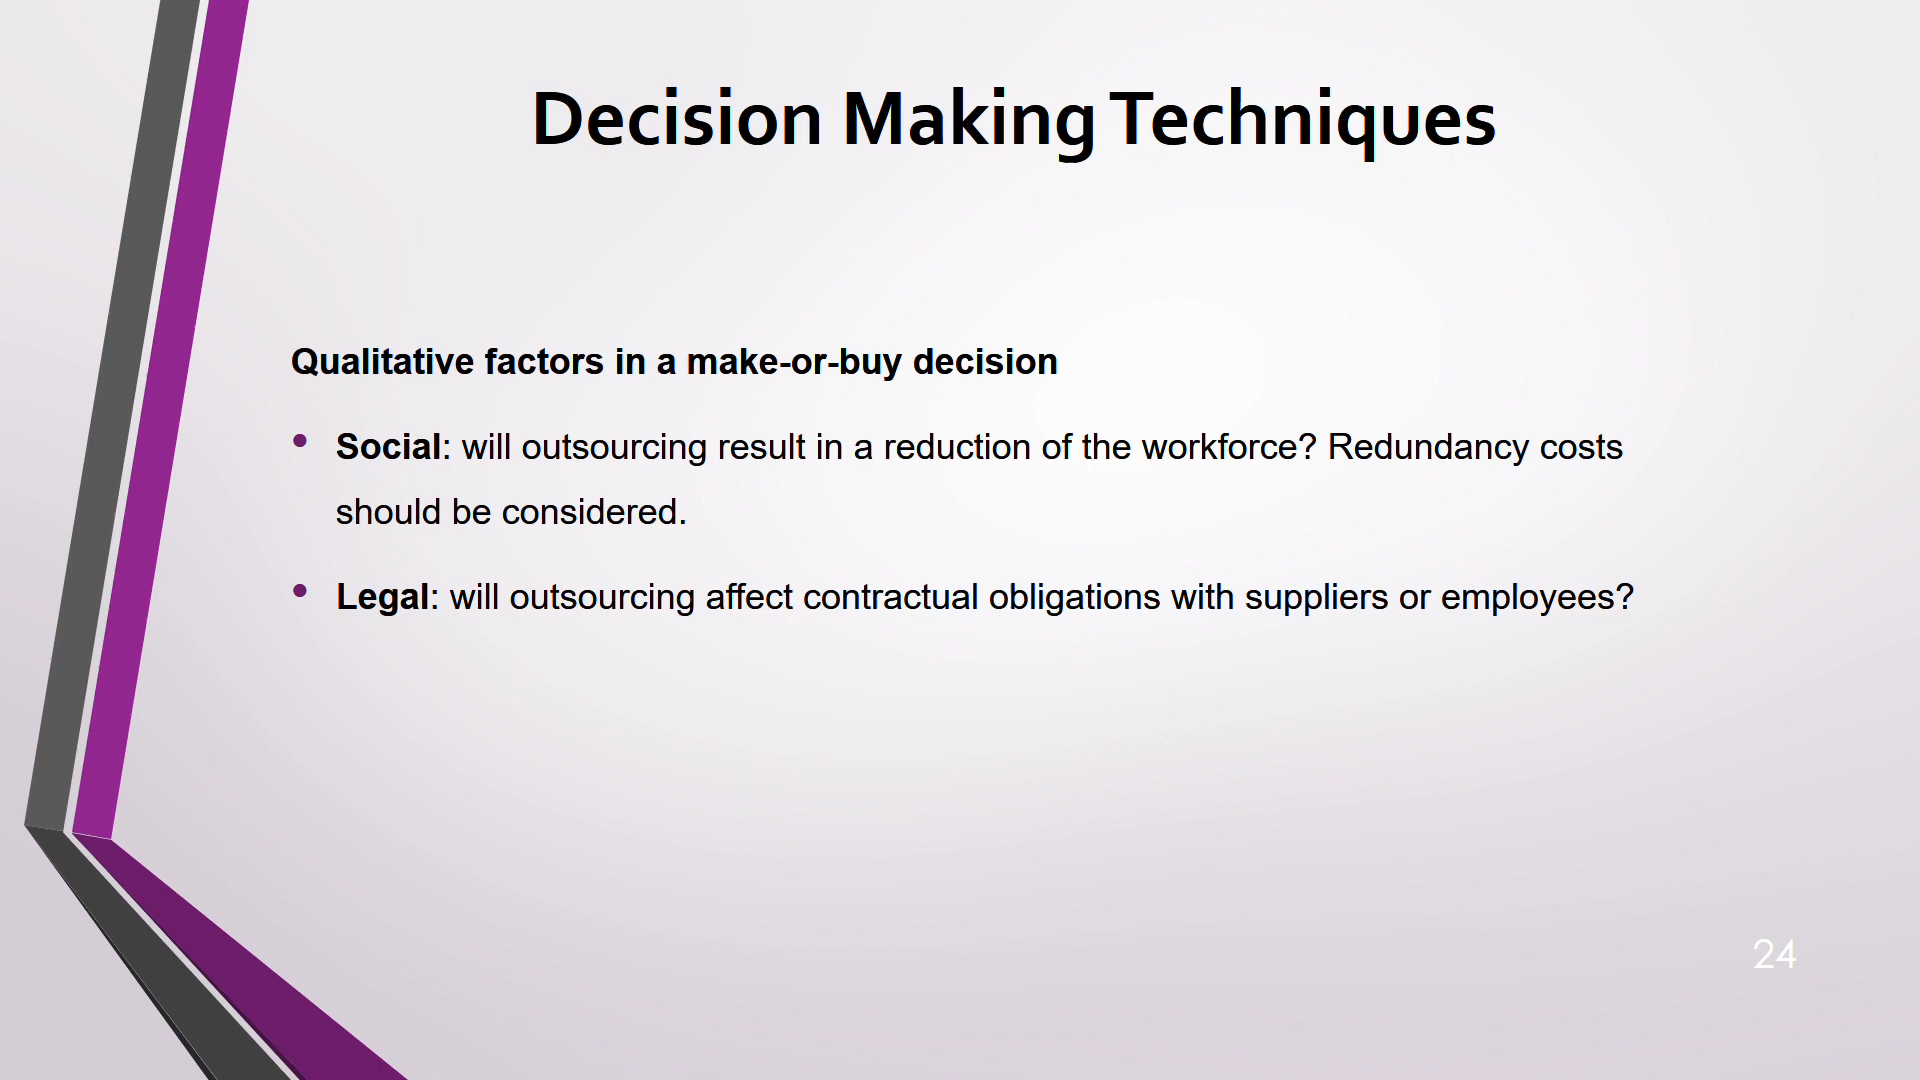 Decision Making Techniques
Qualitative factors in a make-or-buy decision
• Social: will outsourcing result in a reduction of the workforce? Redundancy costs
should be considered.
• Legal: will outsourcing affect contractual obligations with suppliers or employees?
24